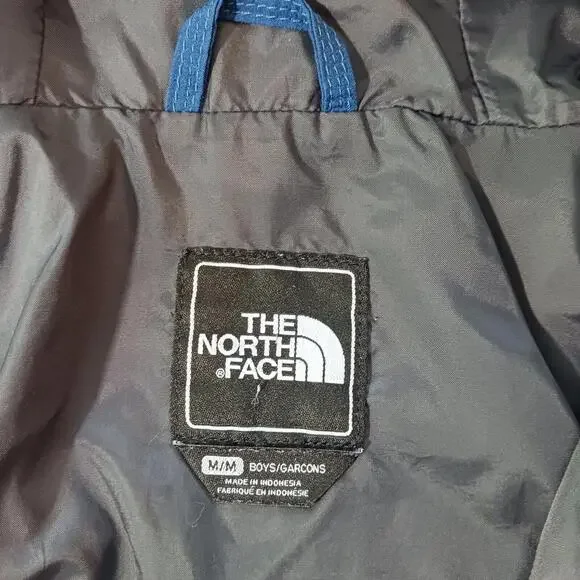 THE
NORTH
®FACE
M/M BOYS/GARCONS
MADE IN INDONESIA
FABRIQUÉ EN INDONÉSIE